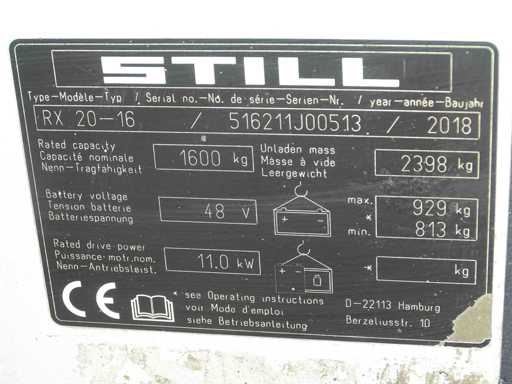 STILL
Type-Modèle-Typ / Serial no.-No. de série-Serien-Nr. / year-année-Baujahr
RX 20-16 / 516211J00513 / 2018
Rated capacity * 1600 kg Unladen mass 2398 kg
Capacité nominale Masse à vide
Nenn-Tragfähigkeit Leergewicht
Battery voltage 48 V max. 929 kg
Tension batterie *
Batteriespannung min. 813 kg
Rated drive power 11.0 kW * kg
Puissance motr.nom.
Nenn-Antriebsleist.
CE * see Operating instructions D-22113 Hamburg
voir Mode d'emploi Berzeliusstr. 10
siehe Betriebsanleitung